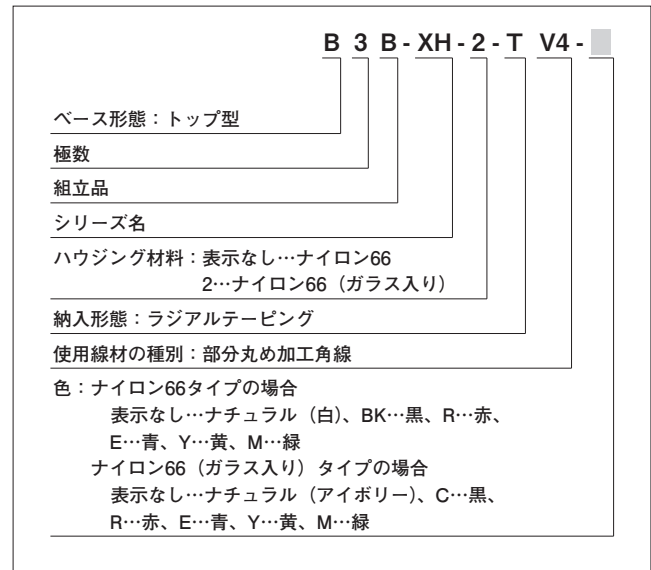 B 3 B - XH - 2 - T V4 -
ベース形態：トップ型
極数
組立品
シリーズ名
ハウジング材料：表示なし…ナイロン66
2…ナイロン66（ガラス入り）
納入形態：ラジアルテーピング
使用線材の種別：部分丸め加工角線
色：ナイロン66タイプの場合
表示なし…ナチュラル（白）、BK…黒、R…赤、
E…青、Y…黄、M…緑
ナイロン66（ガラス入り）タイプの場合
表示なし…ナチュラル（アイボリー）、C…黒、
R…赤、E…青、Y…黄、M…緑